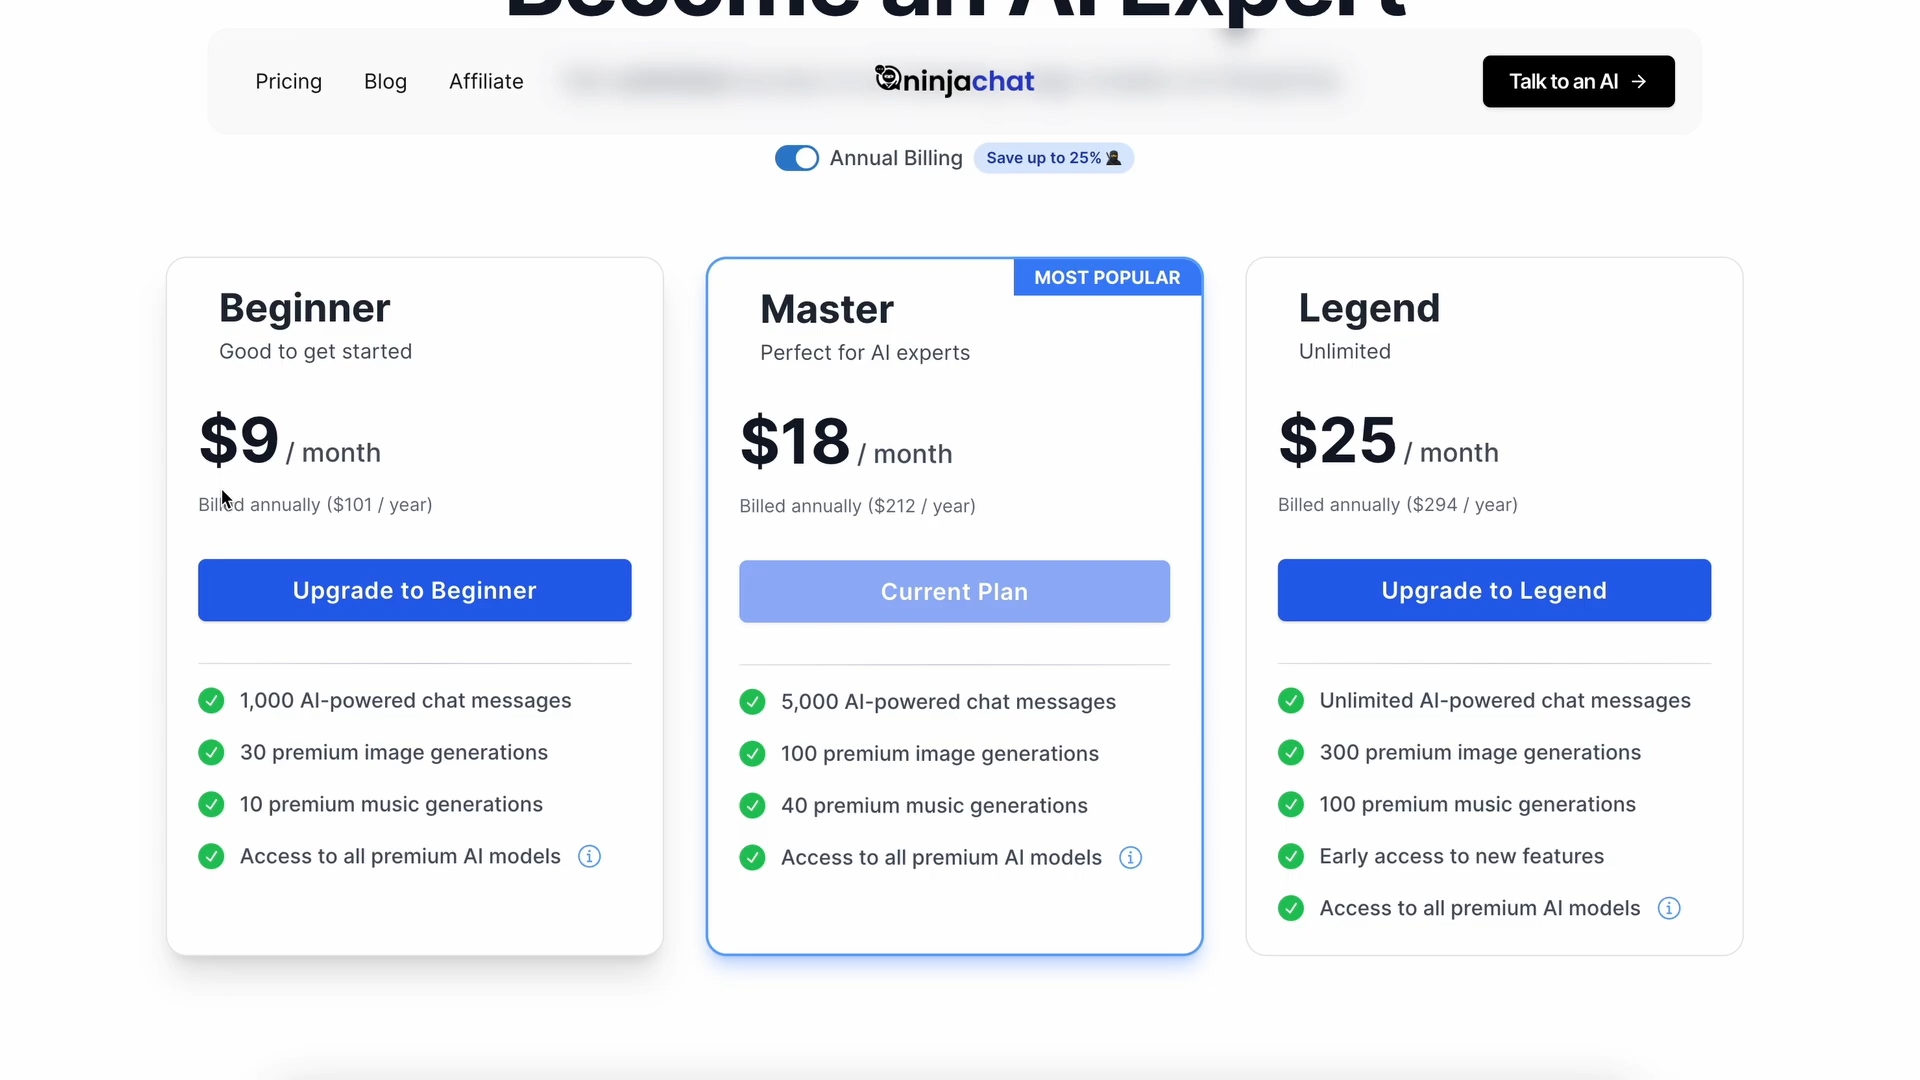 Become an AI Expert
Pricing
Blog
Affiliate
ninjachat
Talk to an AI →
Annual Billing
Save up to 25%
Beginner
Good to get started
$9 / month
Billed annually ($101 / year)
Upgrade to Beginner
1,000 AI-powered chat messages
30 premium image generations
10 premium music generations
Access to all premium AI models
MOST POPULAR
Master
Perfect for AI experts
$18 / month
Billed annually ($212 / year)
Current Plan
5,000 AI-powered chat messages
100 premium image generations
40 premium music generations
Access to all premium AI models
Legend
Unlimited
$25 / month
Billed annually ($294 / year)
Upgrade to Legend
Unlimited AI-powered chat messages
300 premium image generations
100 premium music generations
Early access to new features
Access to all premium AI models